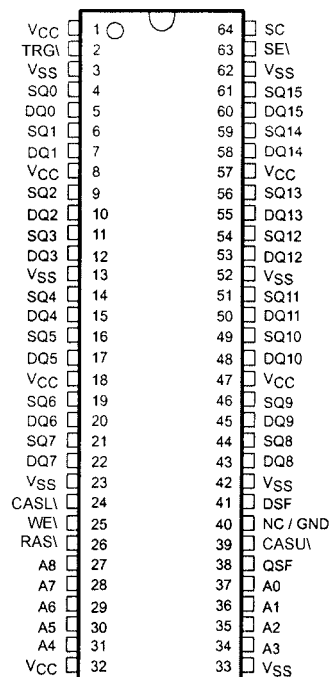 VCC 1 64 SC
TRG\ 2 63 SE\
VSS 3 62 VSS
SQ0 4 61 SQ15
DQ0 5 60 DQ15
SQ1 6 59 SQ14
DQ1 7 58 DQ14
VCC 8 57 VCC
SQ2 9 56 SQ13
DQ2 10 55 DQ13
SQ3 11 54 SQ12
DQ3 12 53 DQ12
VSS 13 52 VSS
SQ4 14 51 SQ11
DQ4 15 50 DQ11
SQ5 16 49 SQ10
DQ5 17 48 DQ10
VCC 18 47 VCC
SQ6 19 46 SQ9
DQ6 20 45 DQ9
SQ7 21 44 SQ8
DQ7 22 43 DQ8
VSS 23 42 VSS
CASL\ 24 41 DSF
WE\ 25 40 NC / GND
RAS\ 26 39 CASU\
A8 27 38 QSF
A7 28 37 A0
A6 29 36 A1
A5 30 35 A2
A4 31 34 A3
VCC 32 33 VSS